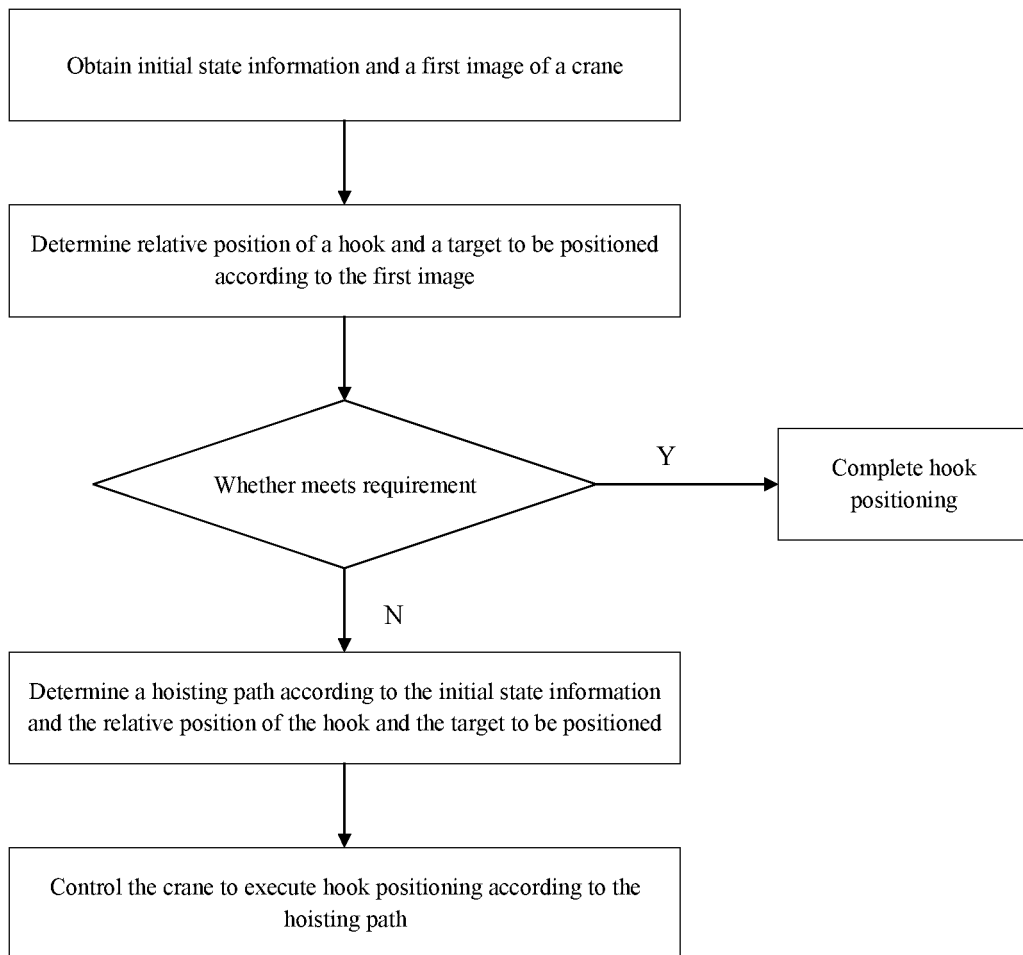 Obtain initial state information and a first image of a crane
Determine relative position of a hook and a target to be positioned
according to the first image
Whether meets requirement
Y
Complete hook
positioning
N
Determine a hoisting path according to the initial state information
and the relative position of the hook and the target to be positioned
Control the crane to execute hook positioning according to the
hoisting path